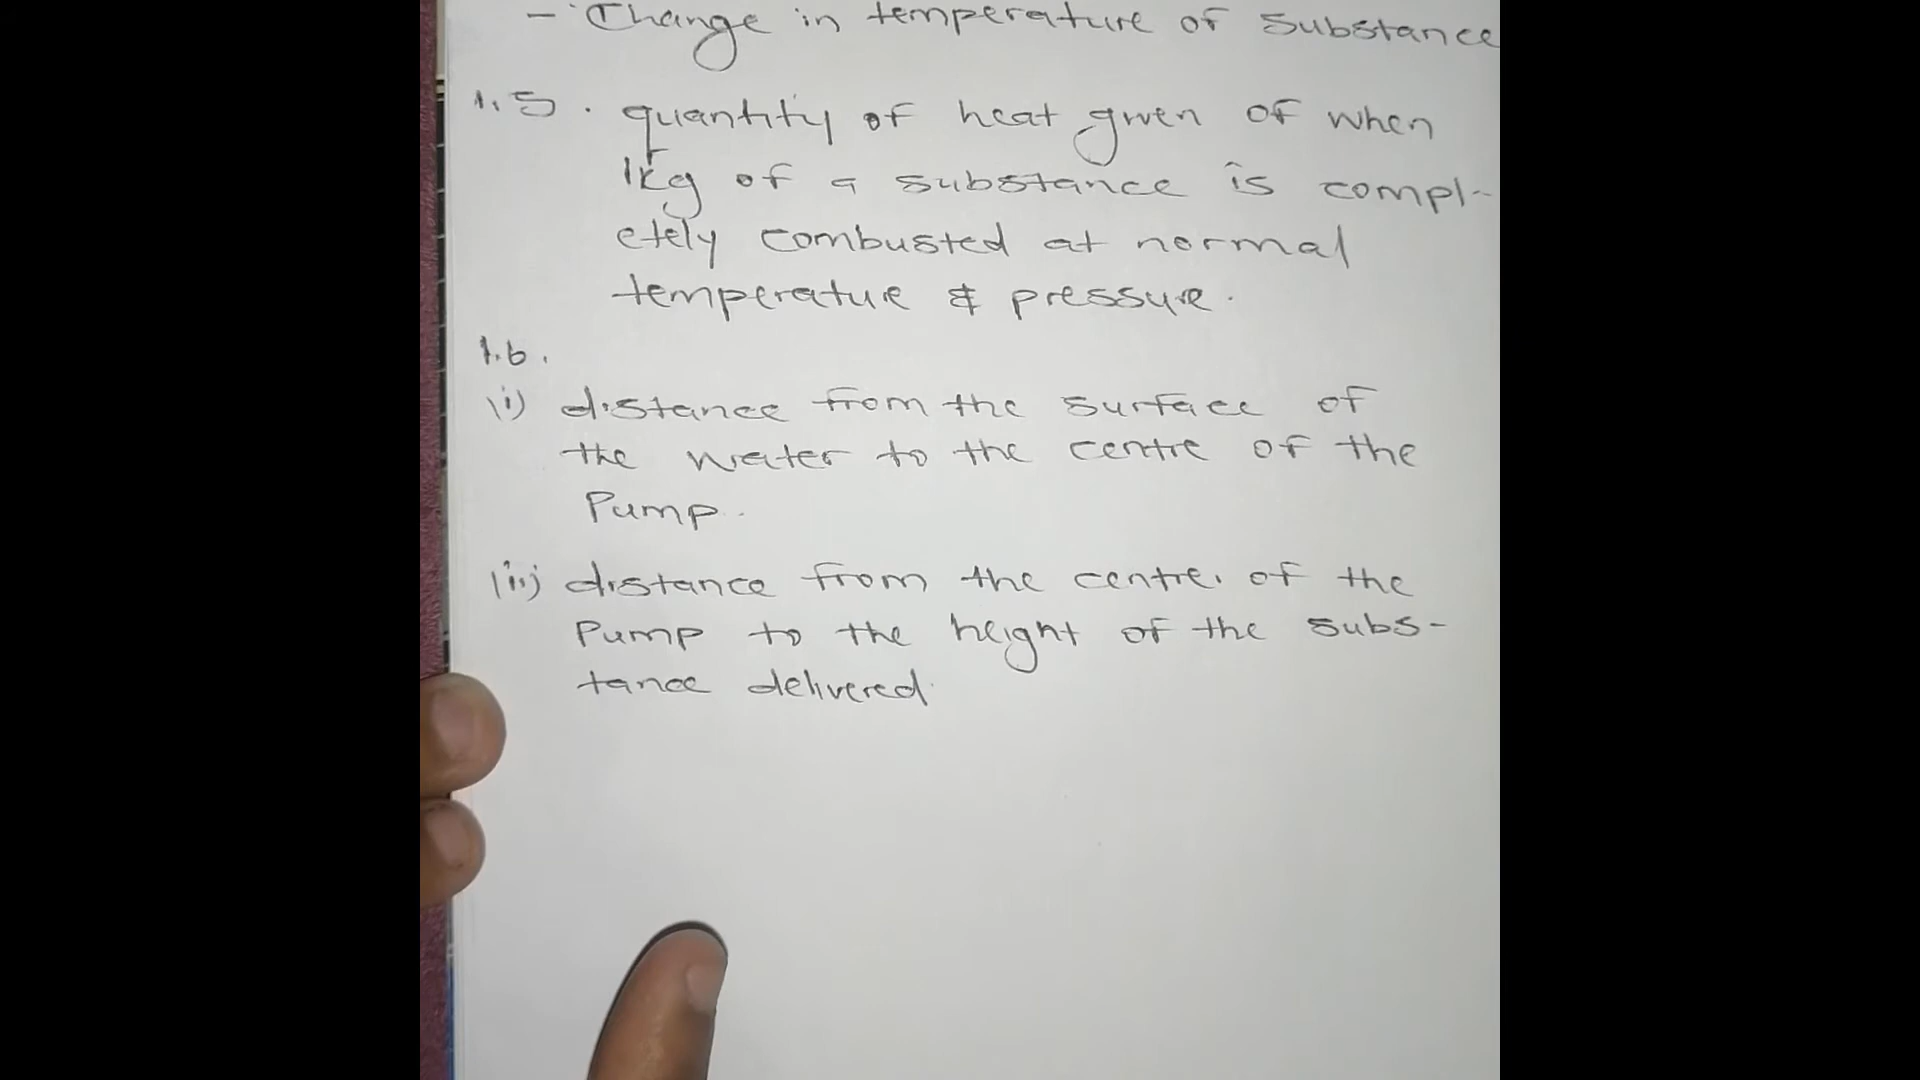 - Change in temperature of substance
1.5. quantity of heat given of when
1kg of a substance is compl-
etely combusted at normal
temperature & pressure.
1.6.
(i) distance from the surface of
the water to the centre of the
Pump.
(ii) distance from the centre of the
Pump to the height of the subs-
tance delivered.